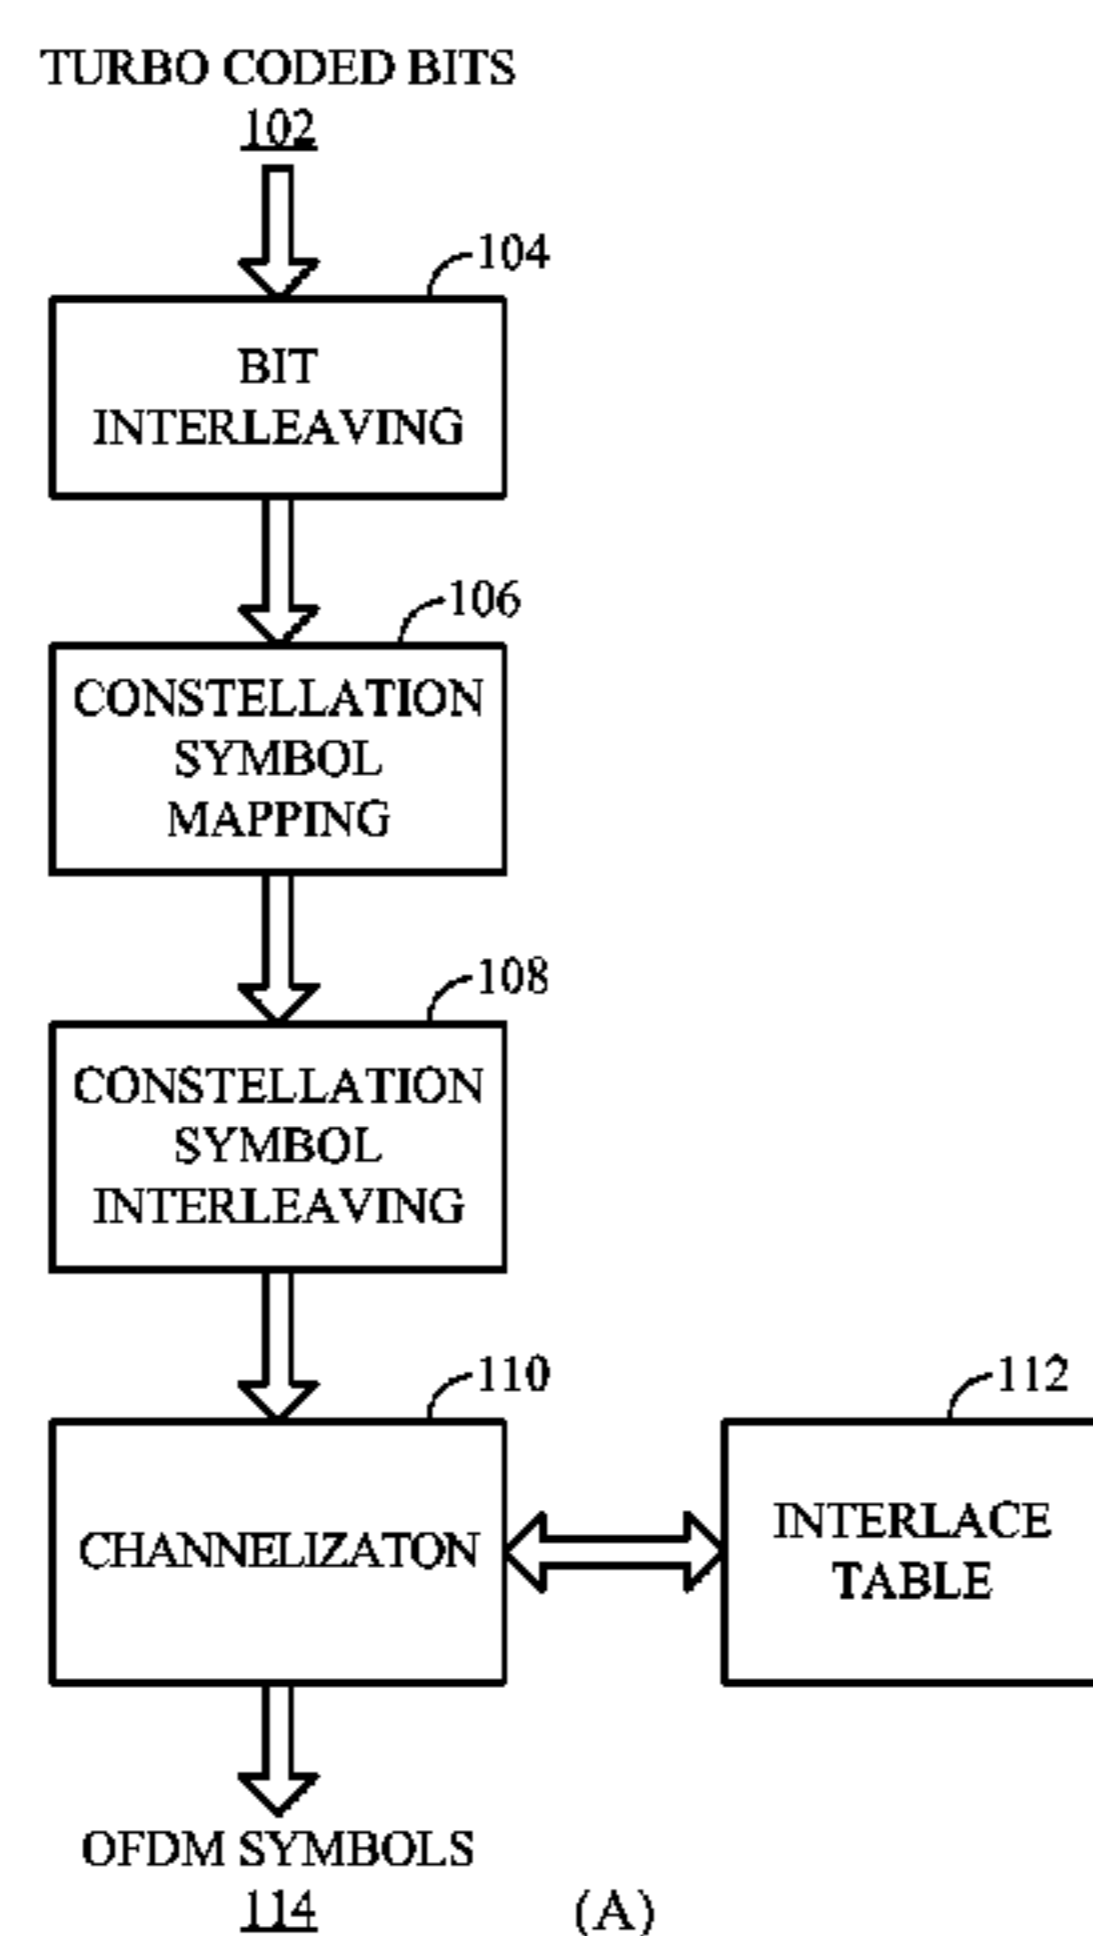 TURBO CODED BITS
102
104
BIT
INTERLEAVING
106
CONSTELLATION
SYMBOL
MAPPING
108
CONSTELLATION
SYMBOL
INTERLEAVING
110
CHANNELIZATON
112
INTERLACE
TABLE
OFDM SYMBOLS
114
(A)